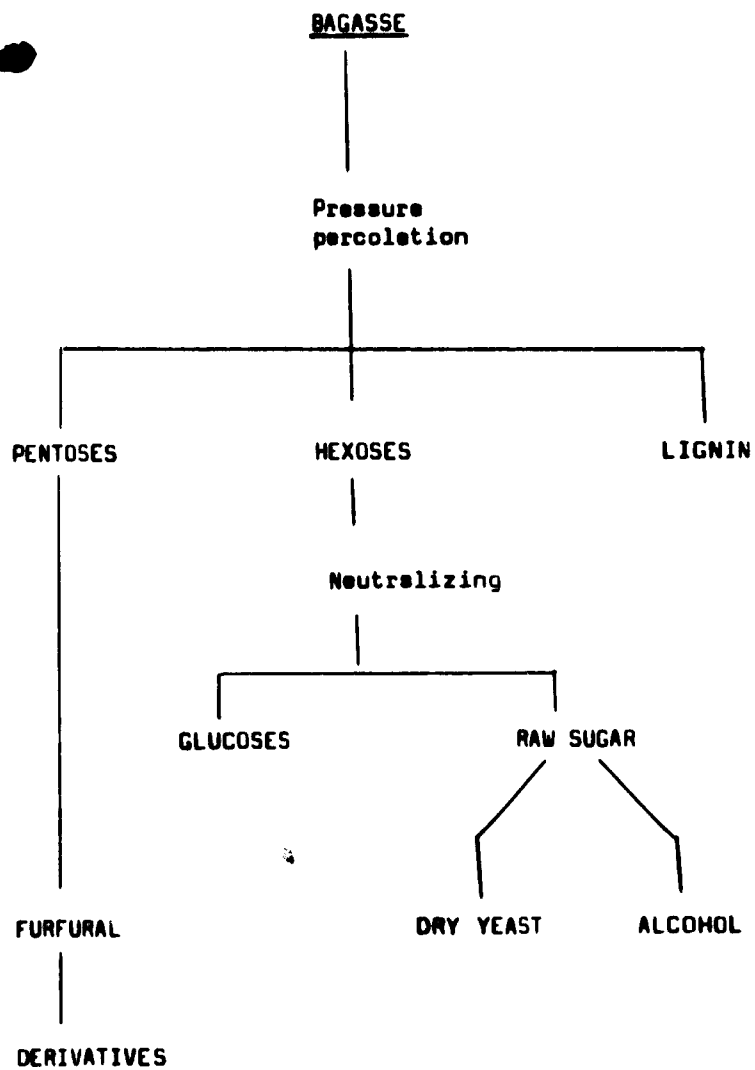 BAGASSE
Pressure
percolation
PENTOSES
HEXOSES
LIGNIN
Neutralizing
GLUCOSES
RAW SUGAR
FURFURAL
DRY YEAST
ALCOHOL
DERIVATIVES